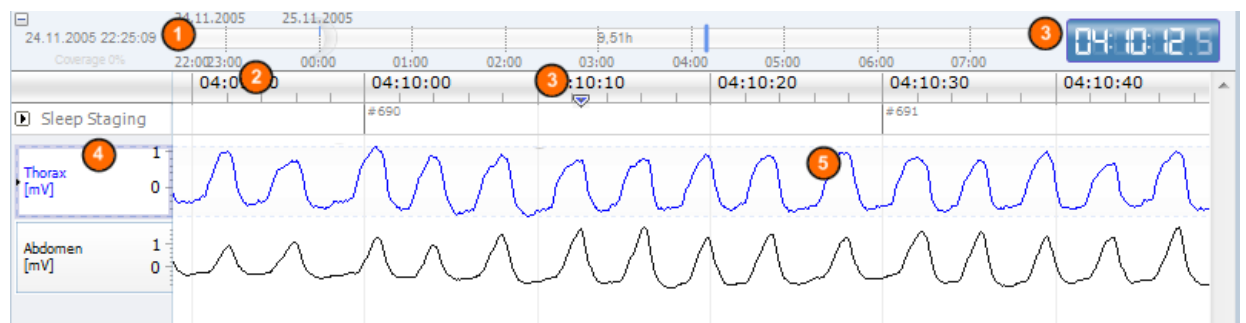 24.11.2005 25.11.2005
24.11.2005 22:25:09 1 9,51h 3 04:10:12.5
Coverage 0% 22:00 23:00 00:00 01:00 02:00 03:00 04:00 05:00 06:00 07:00
2 04:10:00 3 :10:10 04:10:20 04:10:30 04:10:40
Sleep Staging #690 #691
4 1 5
Thorax
[mV] 0
Abdomen 1
[mV] 0